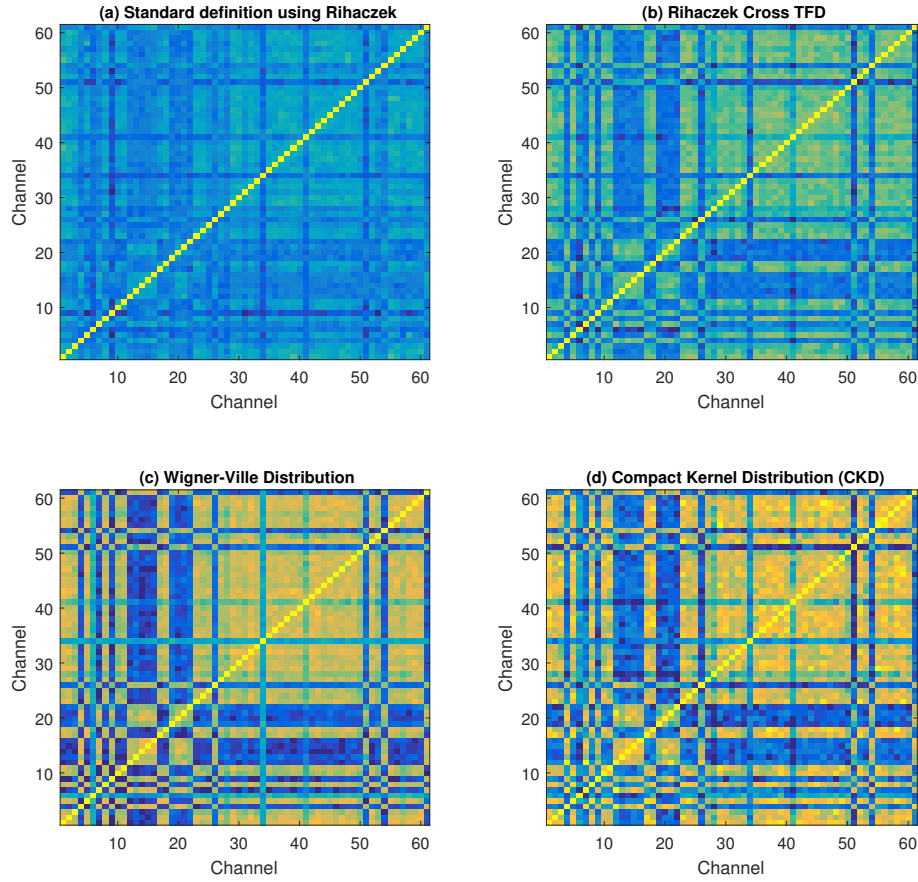 (a) Standard definition using Rihaczek
(b) Rihaczek Cross TFD
60
50
40
30
20
10
Channel
10 20 30 40 50 60
Channel
60
50
40
30
20
10
Channel
10 20 30 40 50 60
Channel
(c) Wigner-Ville Distribution
(d) Compact Kernel Distribution (CKD)
60
50
40
30
20
10
Channel
10 20 30 40 50 60
Channel
60
50
40
30
20
10
Channel
10 20 30 40 50 60
Channel